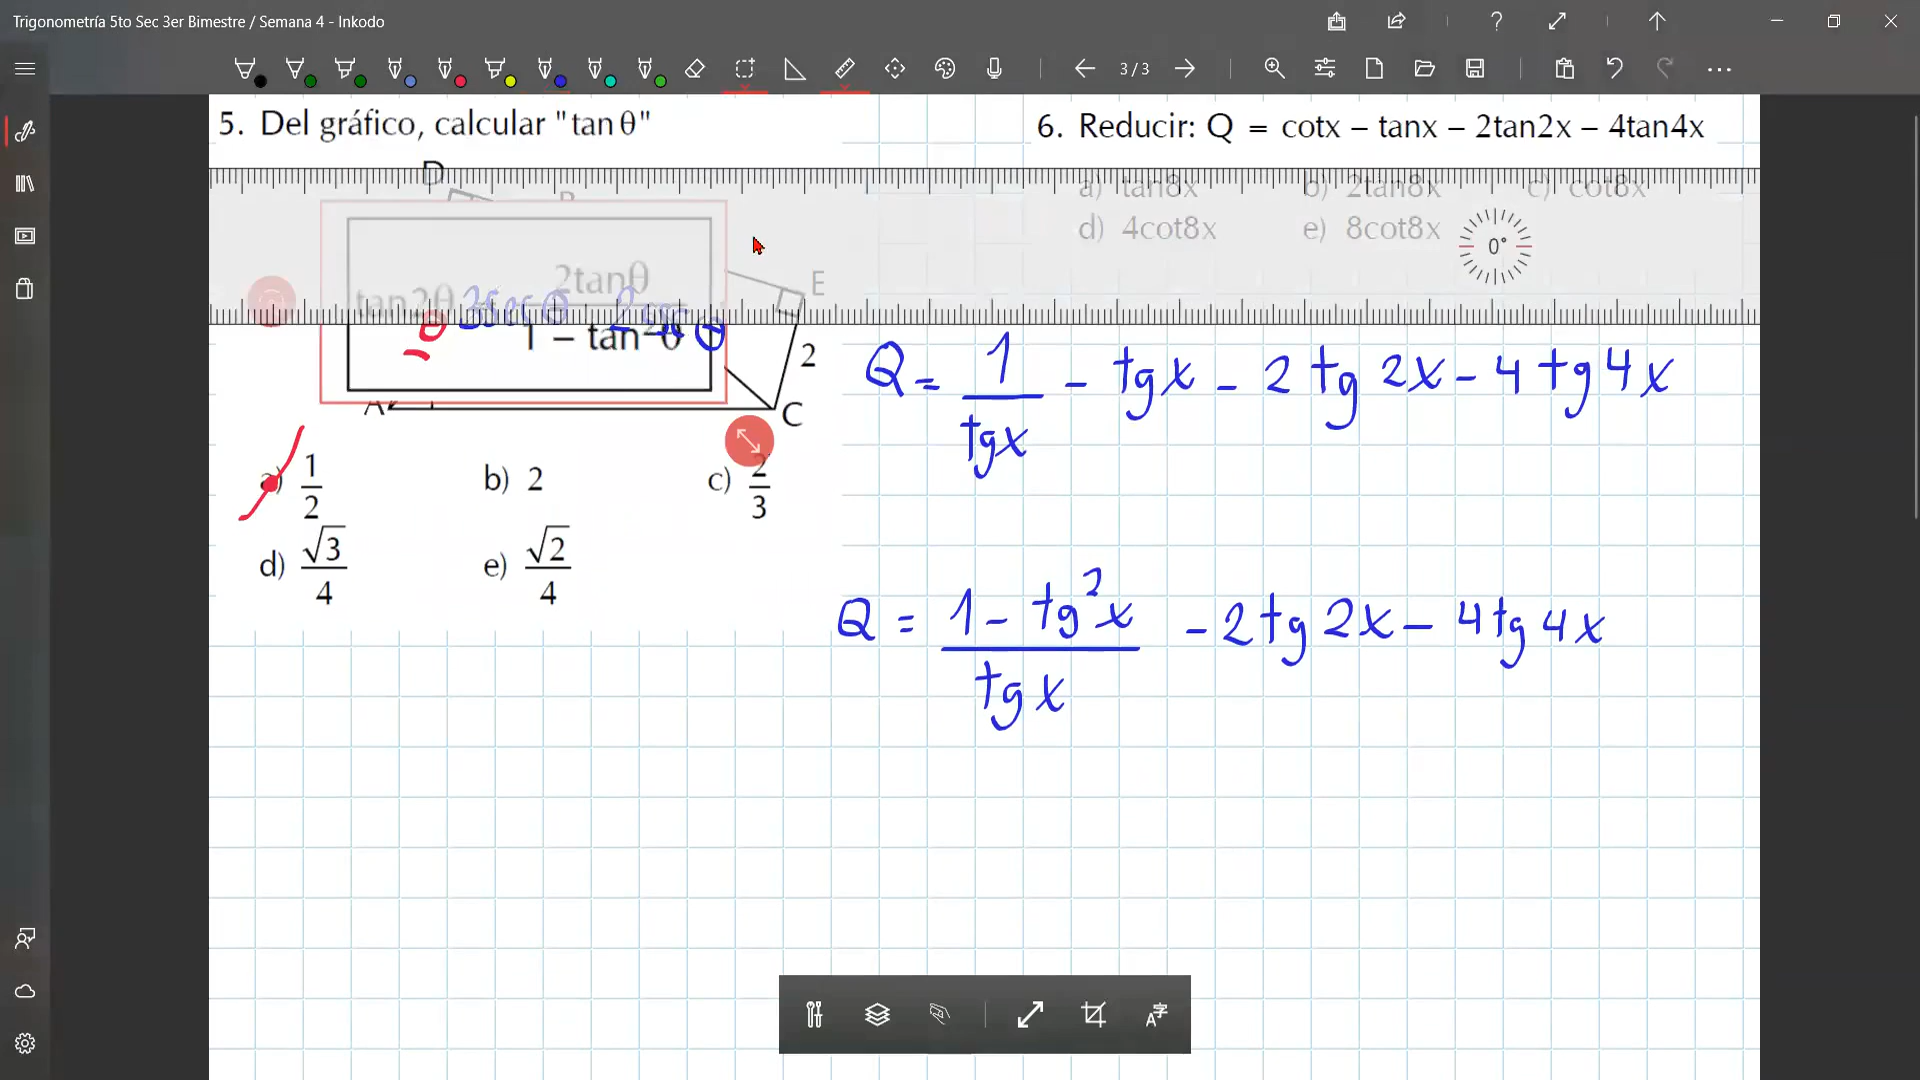 Trigonometría 5to Sec 3er Bimestre / Semana 4 - Inkodo
3 / 3
5. Del gráfico, calcular "tan θ"
D
B
E
2
A
C
tan2θ
2tanθ
1 − tan²θ
θ
3sec θ
2sec θ
a) 1/2
b) 2
c) 2/3
d) √3/4
e) √2/4
6. Reducir: Q = cotx − tanx − 2tan2x − 4tan4x
a) tan8x
b) 2tan8x
c) cot8x
d) 4cot8x
e) 8cot8x
0°
Q = 1/tgx − tgx − 2 tg 2x − 4 tg 4x
Q = 1 − tg²x/tgx − 2 tg 2x − 4 tg 4x